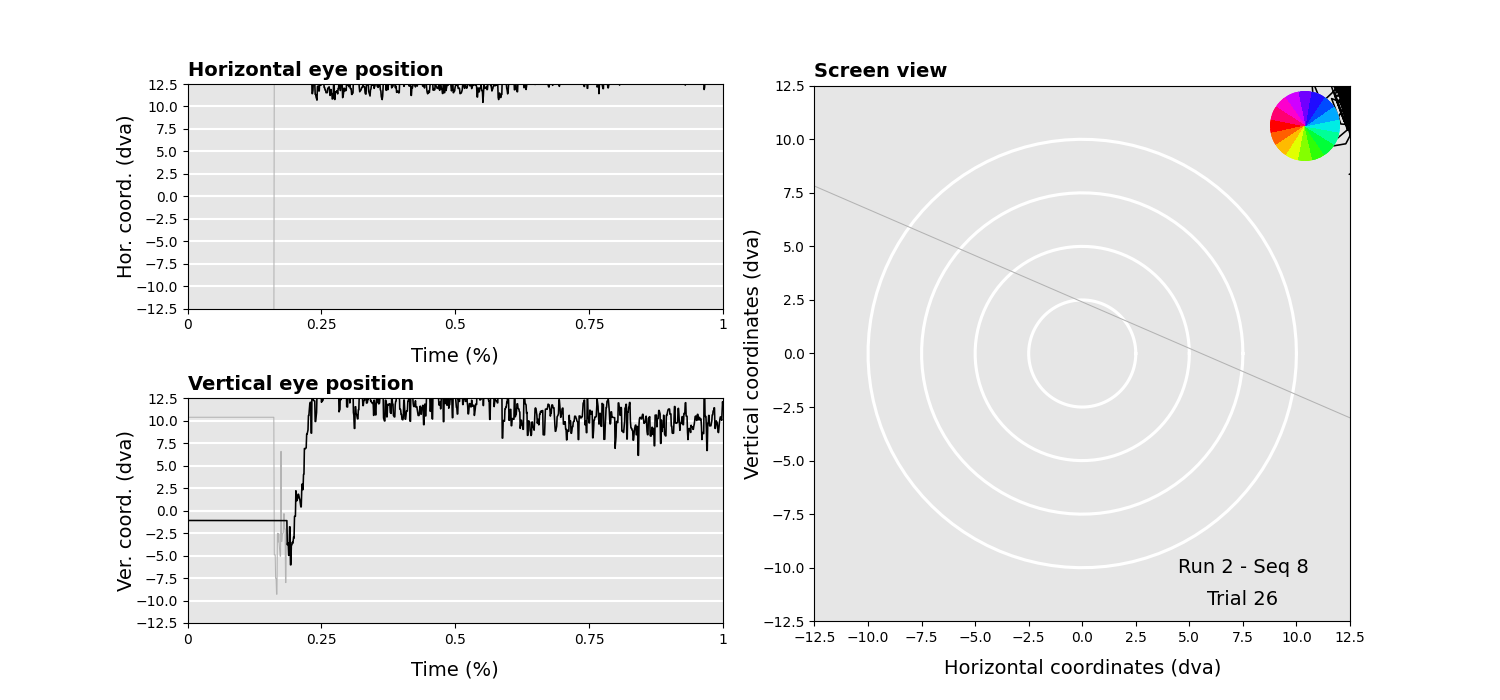 Horizontal eye position
12.5
10.0
7.5
5.0
2.5
0.0
−2.5
−5.0
−7.5
−10.0
−12.5
Hor. coord. (dva)
0 0.25 0.5 0.75 1
Time (%)
Vertical eye position
12.5
10.0
7.5
5.0
2.5
0.0
−2.5
−5.0
−7.5
−10.0
−12.5
Ver. coord. (dva)
0 0.25 0.5 0.75 1
Time (%)
Screen view
12.5
10.0
7.5
5.0
2.5
0.0
−2.5
−5.0
−7.5
−10.0
−12.5
Vertical coordinates (dva)
Run 2 - Seq 8
Trial 26
−12.5 −10.0 −7.5 −5.0 −2.5 0.0 2.5 5.0 7.5 10.0 12.5
Horizontal coordinates (dva)